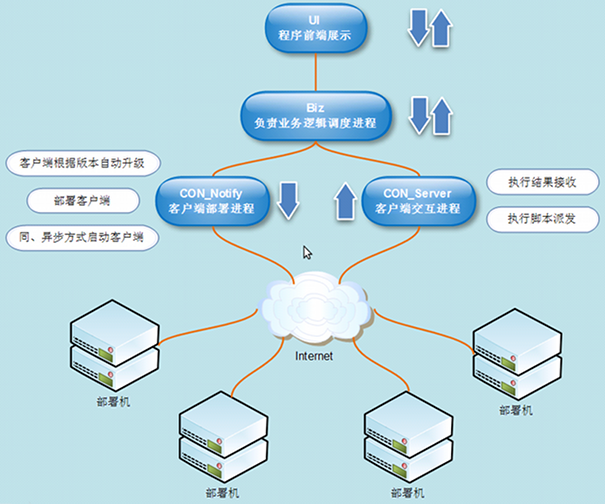 UI
程序前端展示
Biz
负责业务逻辑调度进程
客户端根据版本自动升级
部署客户端
同、异步方式启动客户端
CON_Notify
客户端部署进程
CON_Server
客户端交互进程
执行结果接收
执行脚本派发
Internet
部署机
部署机
部署机
部署机